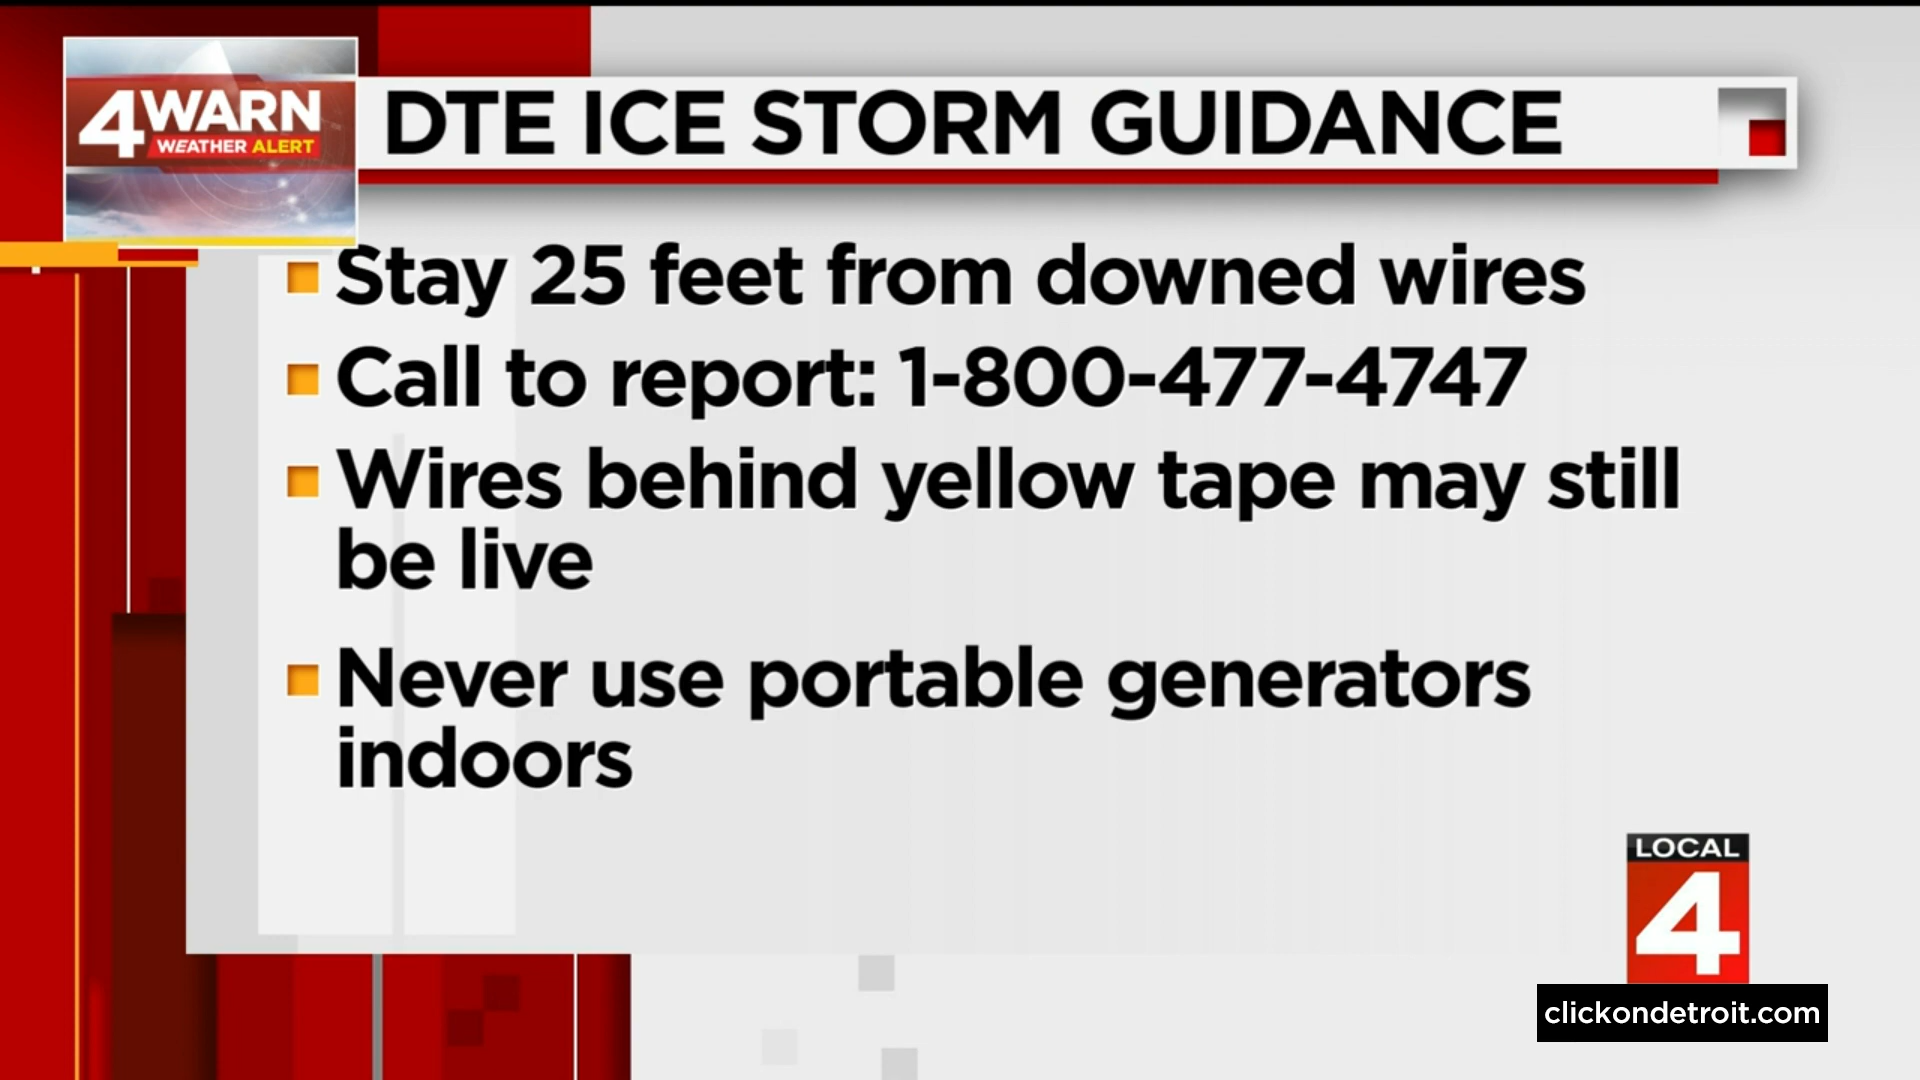 4WARN
WEATHER ALERT
DTE ICE STORM GUIDANCE
Stay 25 feet from downed wires
Call to report: 1-800-477-4747
Wires behind yellow tape may still
be live
Never use portable generators
indoors
LOCAL
4
clickondetroit.com